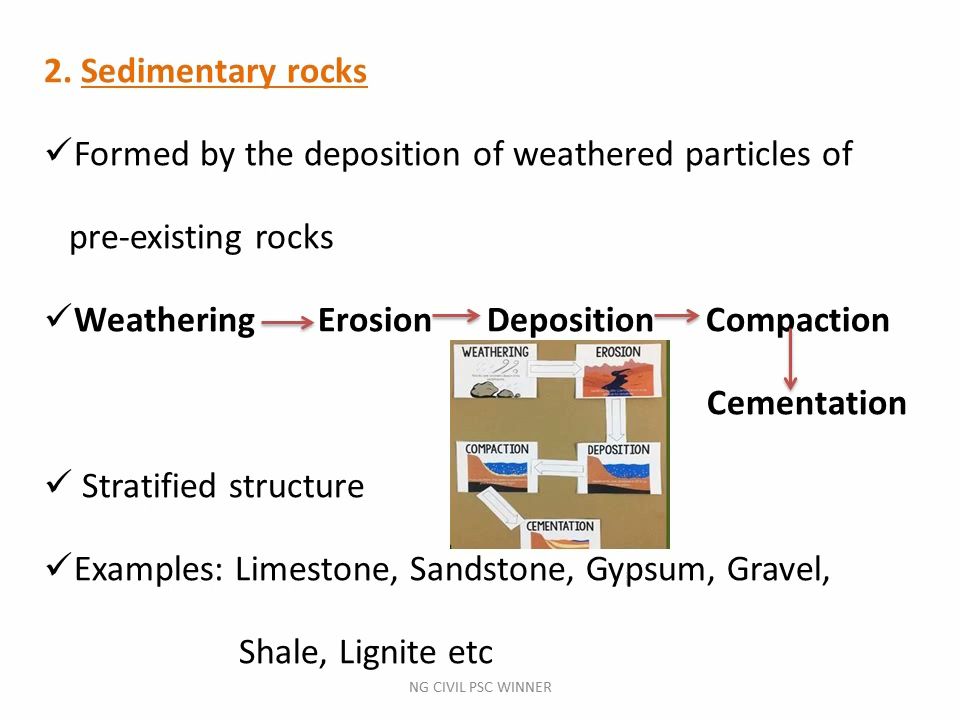 2. Sedimentary rocks
✓Formed by the deposition of weathered particles of
pre-existing rocks
✓Weathering Erosion Deposition Compaction
Cementation
WEATHERING EROSION
COMPACTION DEPOSITION
CEMENTATION
✓ Stratified structure
✓Examples: Limestone, Sandstone, Gypsum, Gravel,
Shale, Lignite etc
NG CIVIL PSC WINNER